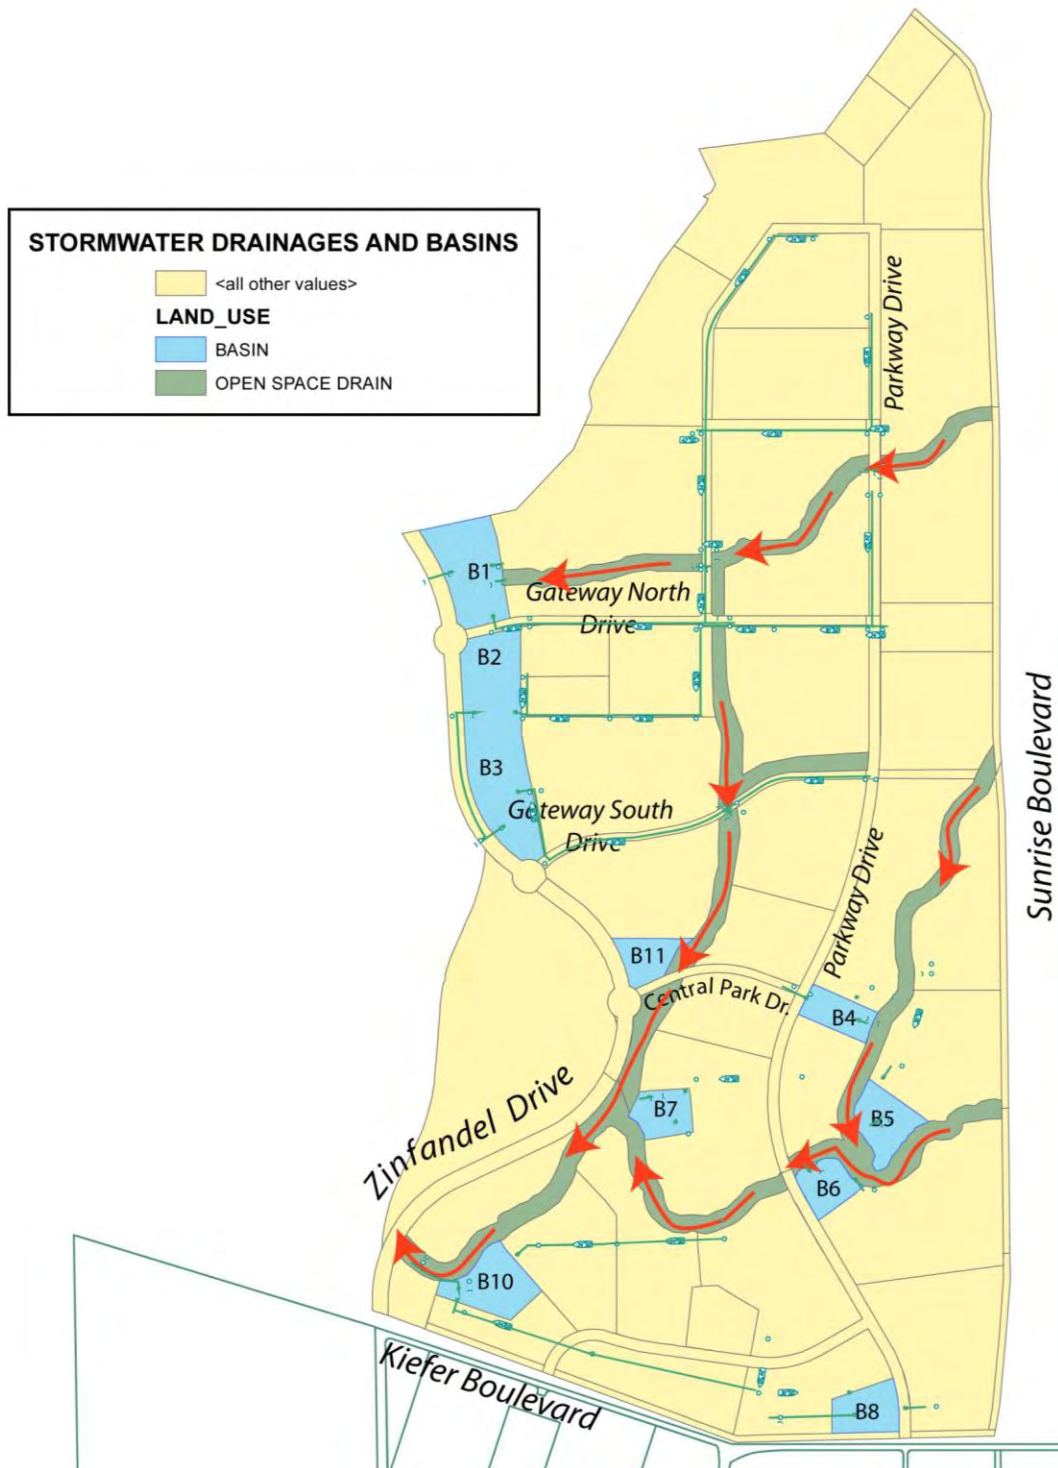 STORMWATER DRAINAGES AND BASINS
<all other values>
LAND_USE
BASIN
OPEN SPACE DRAIN
Parkway Drive
B1
Gateway North
Drive
B2
B3
Gateway South
Drive
Sunrise Boulevard
Parkway Drive
B11
Central Park Dr.
B4
Zinfandel Drive
B7
B5
B6
B10
Kiefer Boulevard
B8